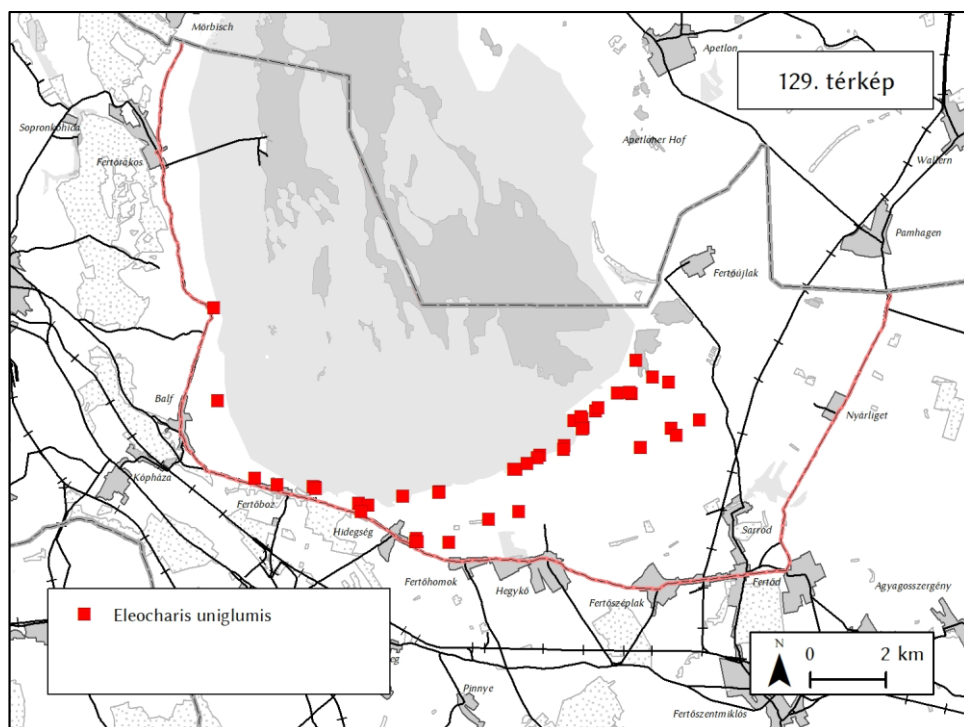 Mörbisch
Apetlon
129. térkép
Sopronkőhida
Fertőrákos
Apetloner Hof
Wallern
Pamhagen
Fertőújlak
Balf
Nyárliget
Kópháza
Fertőboz
Hidegség
Sarród
Fertőhomok
Hegykő
Fertőszéplak
Fertőd
Agyagosszergény
Eleocharis uniglumis
N
0 2 km
Pinnye
Fertőszentmiklós